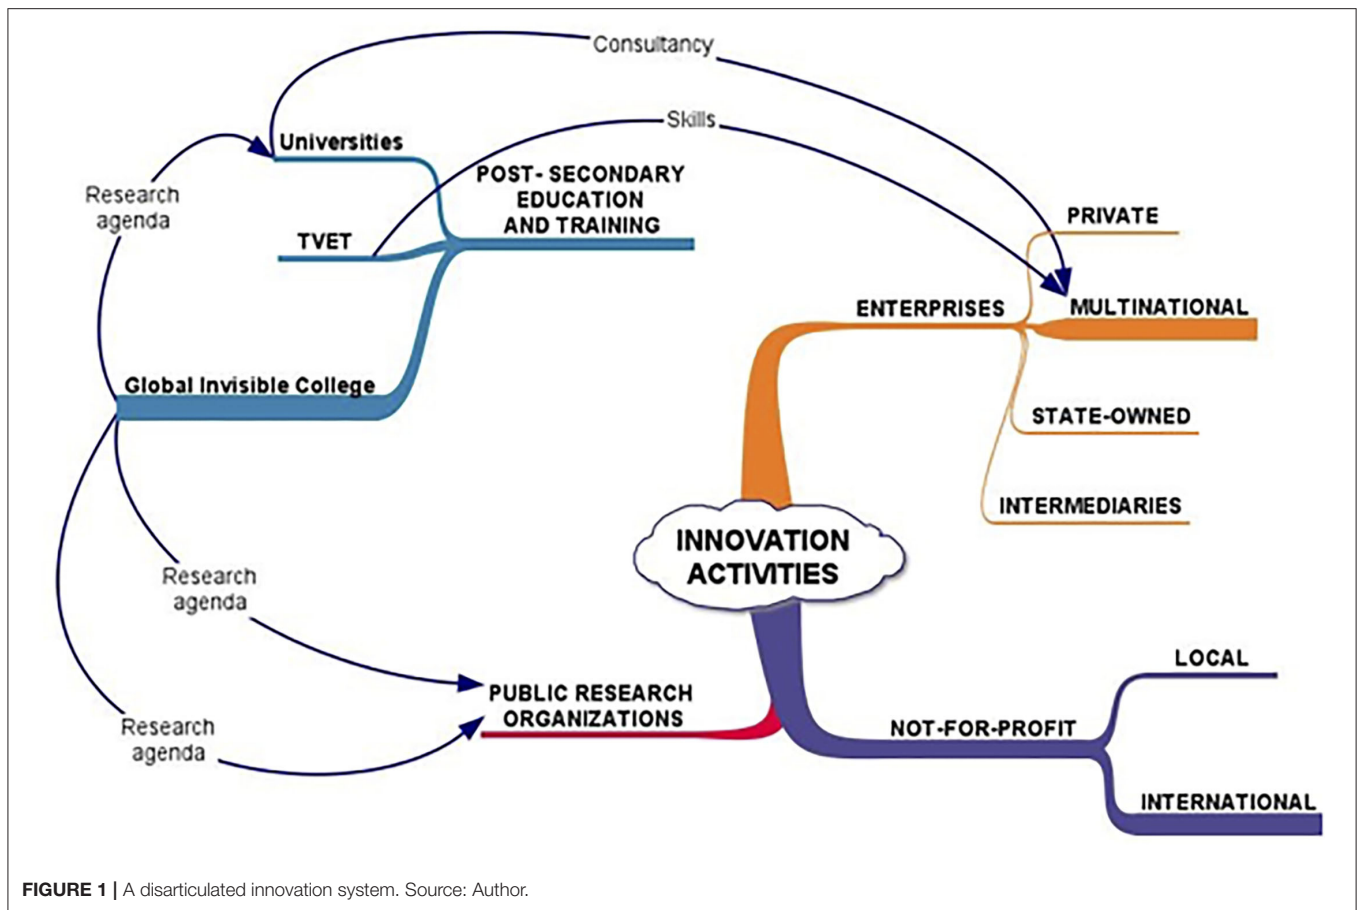 Consultancy
Skills
Universities
POST- SECONDARY
EDUCATION
AND TRAINING
Research
agenda
TVET
PRIVATE
ENTERPRISES
MULTINATIONAL
Global Invisible College
STATE-OWNED
INTERMEDIARIES
INNOVATION
ACTIVITIES
Research
agenda
LOCAL
PUBLIC RESEARCH
ORGANIZATIONS
NOT-FOR-PROFIT
Research
agenda
INTERNATIONAL
FIGURE 1 | A disarticulated innovation system. Source: Author.